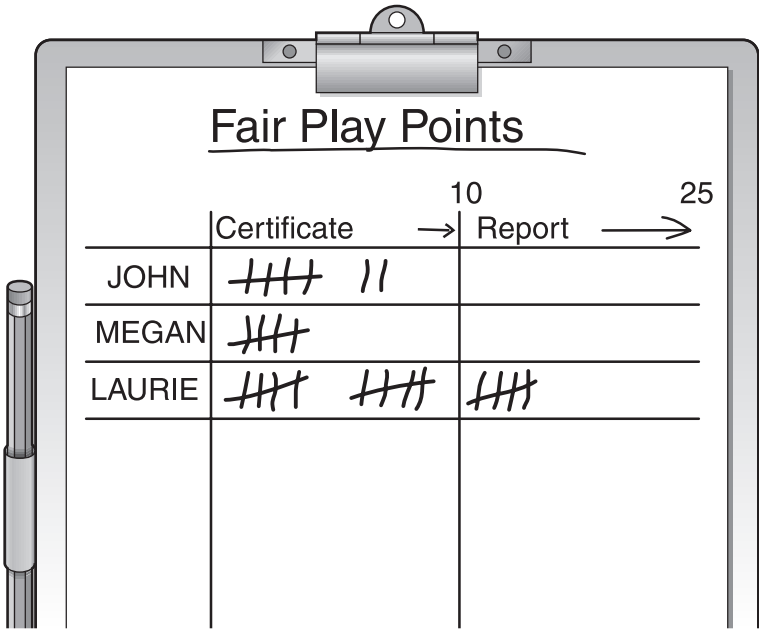 Fair Play Points
10 25
Certificate → Report →
JOHN
MEGAN
LAURIE